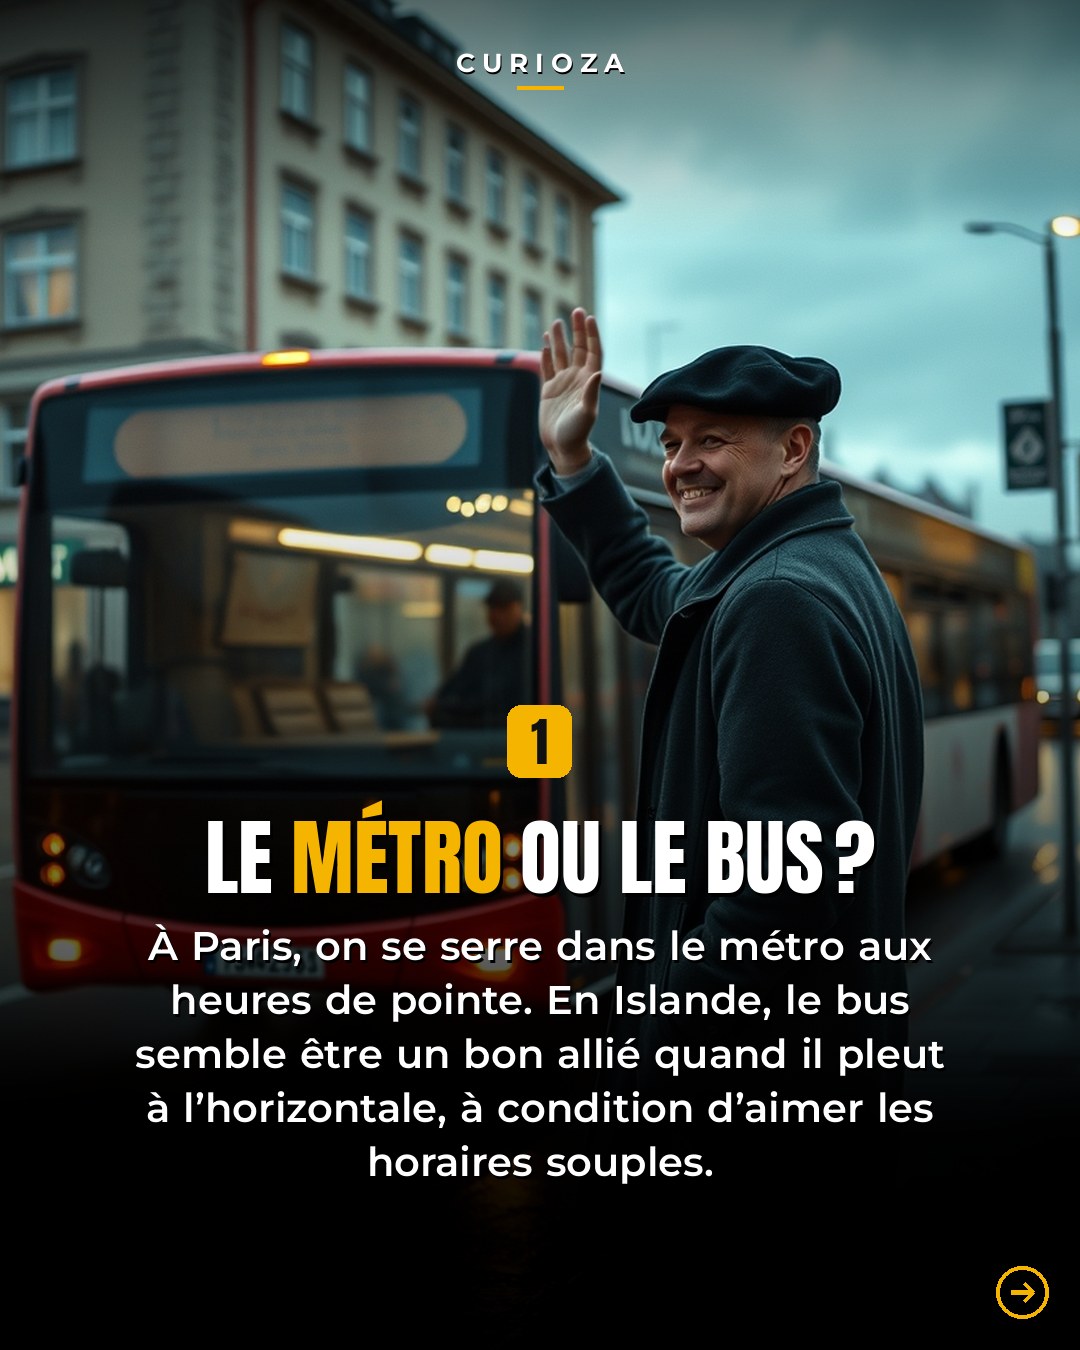 CURIOZA
1
LE MÉTRO OU LE BUS ?
À Paris, on se serre dans le métro aux
heures de pointe. En Islande, le bus
semble être un bon allié quand il pleut
à l’horizontale, à condition d’aimer les
horaires souples.